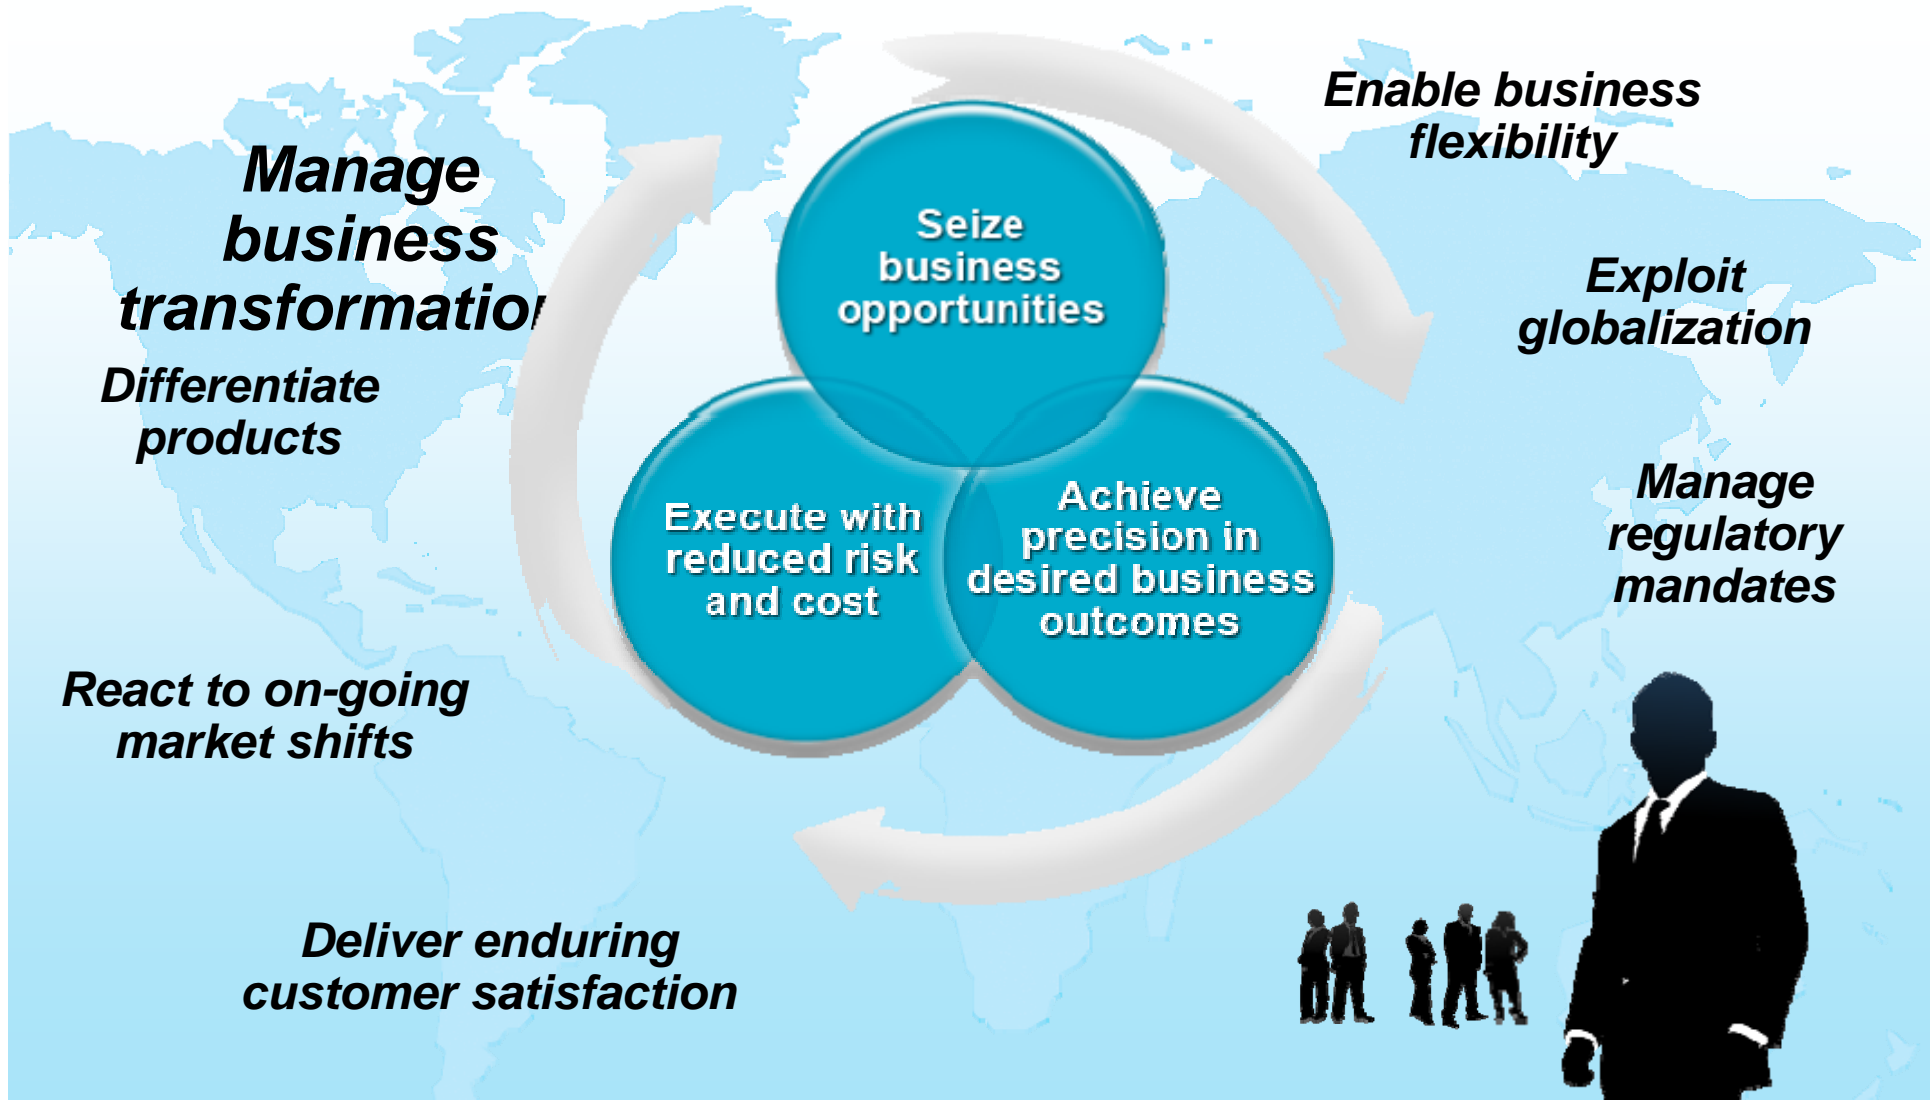 Enable business
flexibility
Manage
business
transformation
Seize
business
opportunities
Exploit
globalization
Differentiate
products
Execute with
reduced risk
and cost
Achieve
precision in
desired business
outcomes
Manage
regulatory
mandates
React to on-going
market shifts
Deliver enduring
customer satisfaction